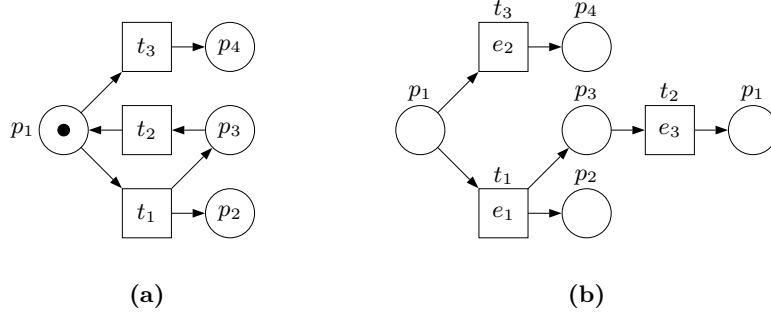 t3 p4
p1 t2 p3
t1 p2
(a)
t3 p4
e2
p1 p3 t2 p1
e3
t1 p2
e1
(b)